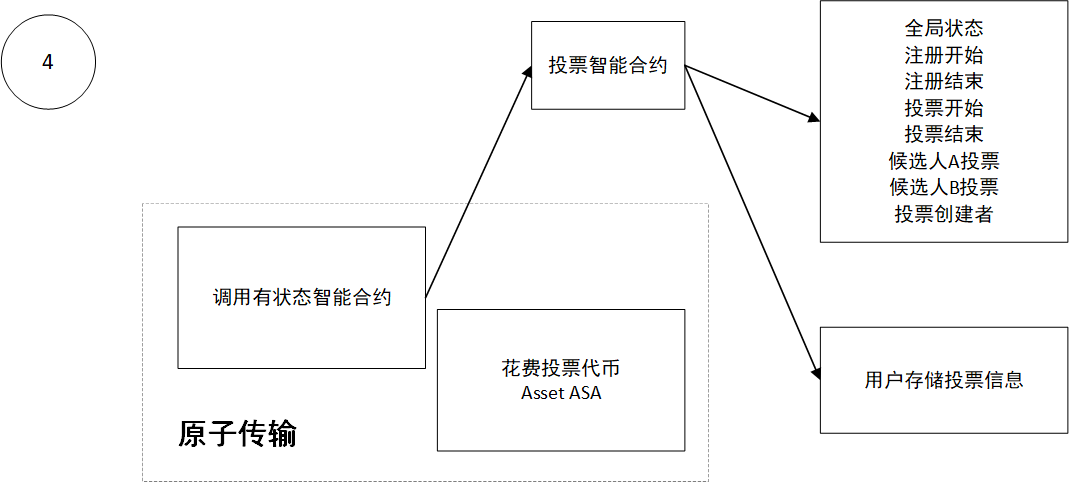 4
投票智能合约
全局状态
注册开始
注册结束
投票开始
投票结束
候选人A投票
候选人B投票
投票创建者
调用有状态智能合约
花费投票代币
Asset ASA
原子传输
用户存储投票信息